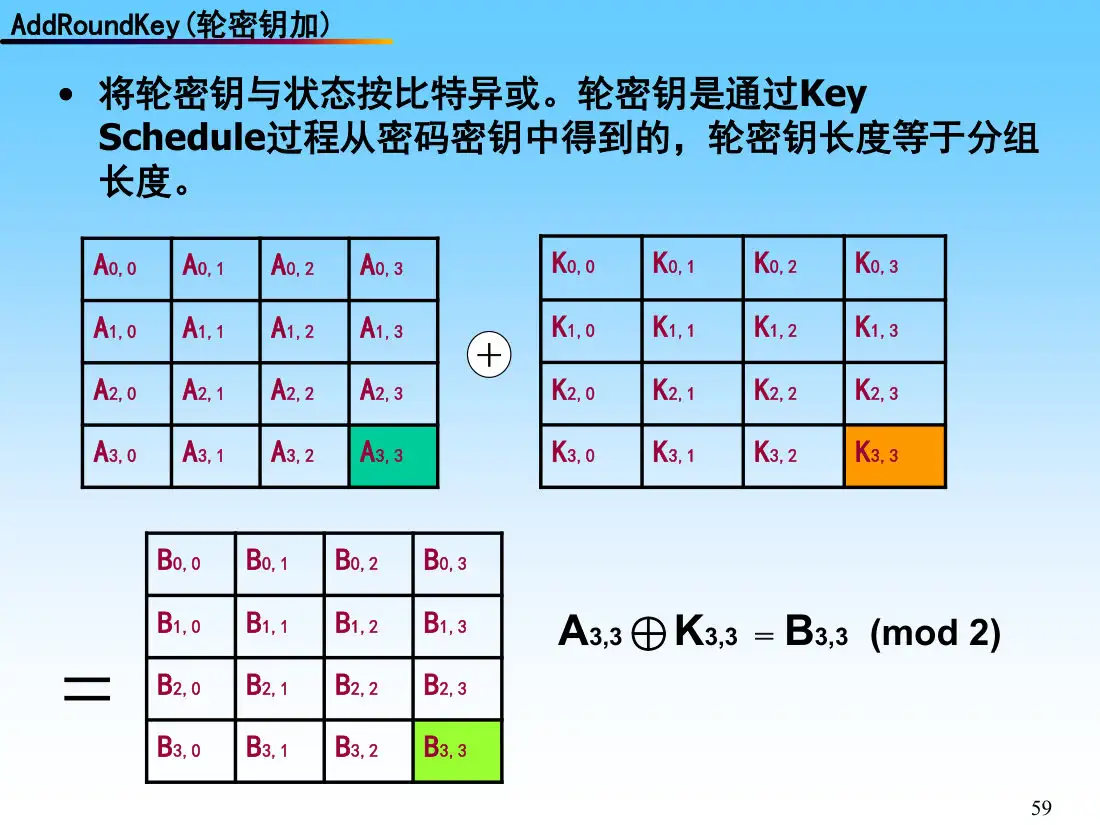 AddRoundKey(轮密钥加)
• 将轮密钥与状态按比特异或。轮密钥是通过Key
Schedule过程从密码密钥中得到的，轮密钥长度等于分组
长度。
A0,0 A0,1 A0,2 A0,3
A1,0 A1,1 A1,2 A1,3
A2,0 A2,1 A2,2 A2,3
A3,0 A3,1 A3,2 A3,3
+
K0,0 K0,1 K0,2 K0,3
K1,0 K1,1 K1,2 K1,3
K2,0 K2,1 K2,2 K2,3
K3,0 K3,1 K3,2 K3,3
=
B0,0 B0,1 B0,2 B0,3
B1,0 B1,1 B1,2 B1,3
B2,0 B2,1 B2,2 B2,3
B3,0 B3,1 B3,2 B3,3
A3,3⊕K3,3 = B3,3 (mod 2)
59